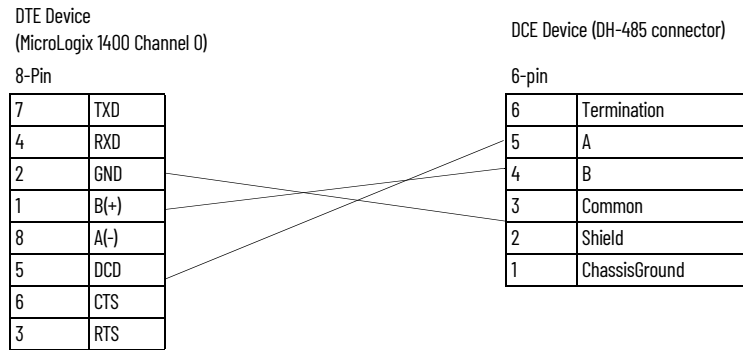 DTE Device
(MicroLogix 1400 Channel 0)
DCE Device (DH-485 connector)
8-Pin
6-pin
7 TXD
4 RXD
2 GND
1 B(+)
8 A(-)
5 DCD
6 CTS
3 RTS
6 Termination
5 A
4 B
3 Common
2 Shield
1 ChassisGround